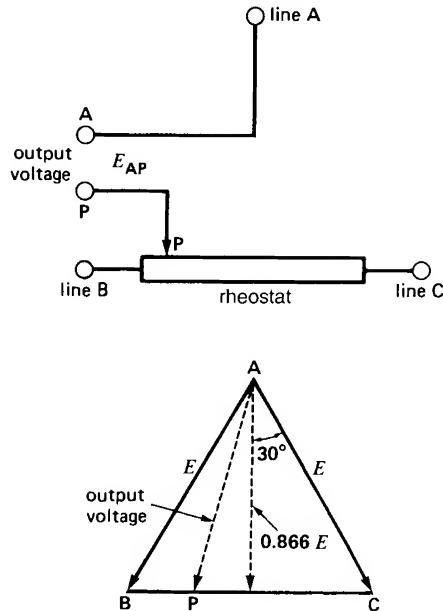 line A
A
output
voltage
E_AP
P
P
line B
rheostat
line C
A
E
30°
E
output
voltage
0.866 E
B
P
C